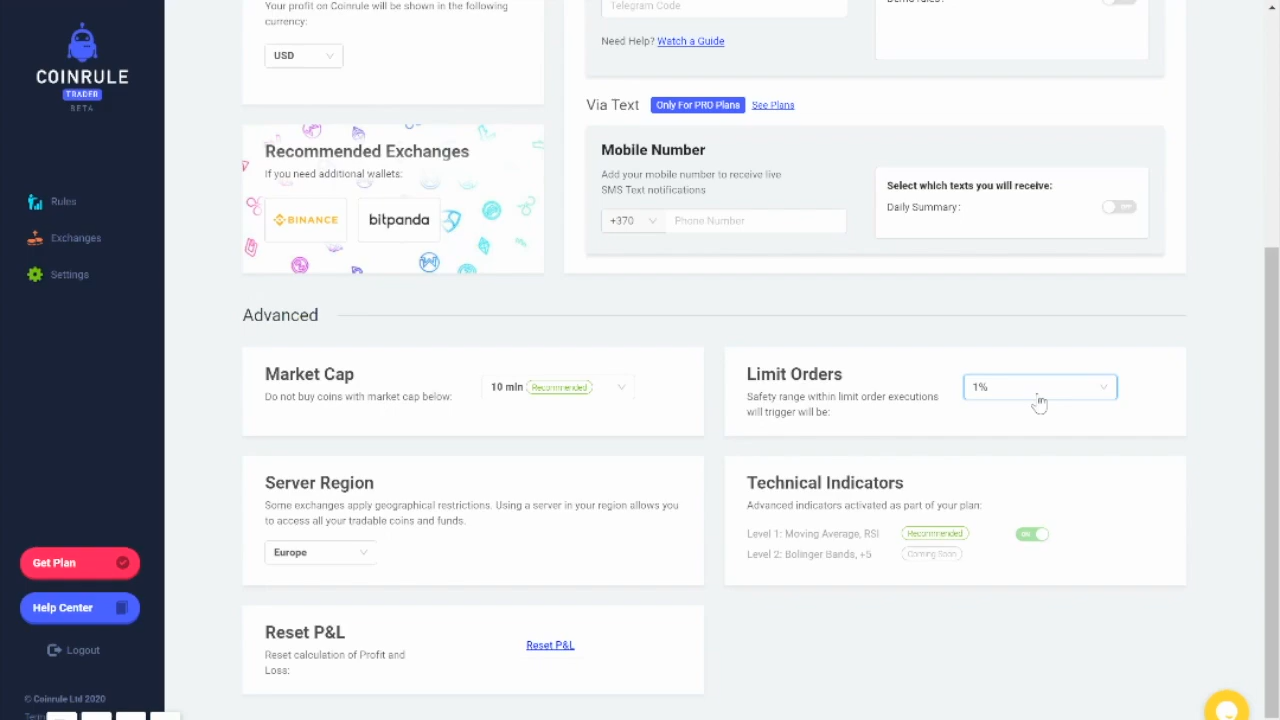 COINRULE
TRADER
BETA
Rules
Exchanges
Settings
Get Plan
Help Center
Logout
© Coinrule Ltd 2020
Your profit on Coinrule will be shown in the following
currency:
USD
Recommended Exchanges
If you need additional wallets:
BINANCE
bitpanda
Telegram Code
Need Help? Watch a Guide
Via Text Only For PRO Plans See Plans
Mobile Number
Add your mobile number to receive live
SMS Text notifications
+370 Phone Number
Select which texts you will receive:
Daily Summary: OFF
Advanced
Market Cap
Do not buy coins with market cap below:
10 mln Recommended
Limit Orders
Safety range within limit order executions
will trigger will be:
1%
Server Region
Some exchanges apply geographical restrictions. Using a server in your region allows you
to access all your tradable coins and funds.
Europe
Technical Indicators
Advanced indicators activated as part of your plan:
Level 1: Moving Average, RSI Recommended ON
Level 2: Bolinger Bands, +5 Coming Soon
Reset P&L
Reset calculation of Profit and
Loss:
Reset P&L